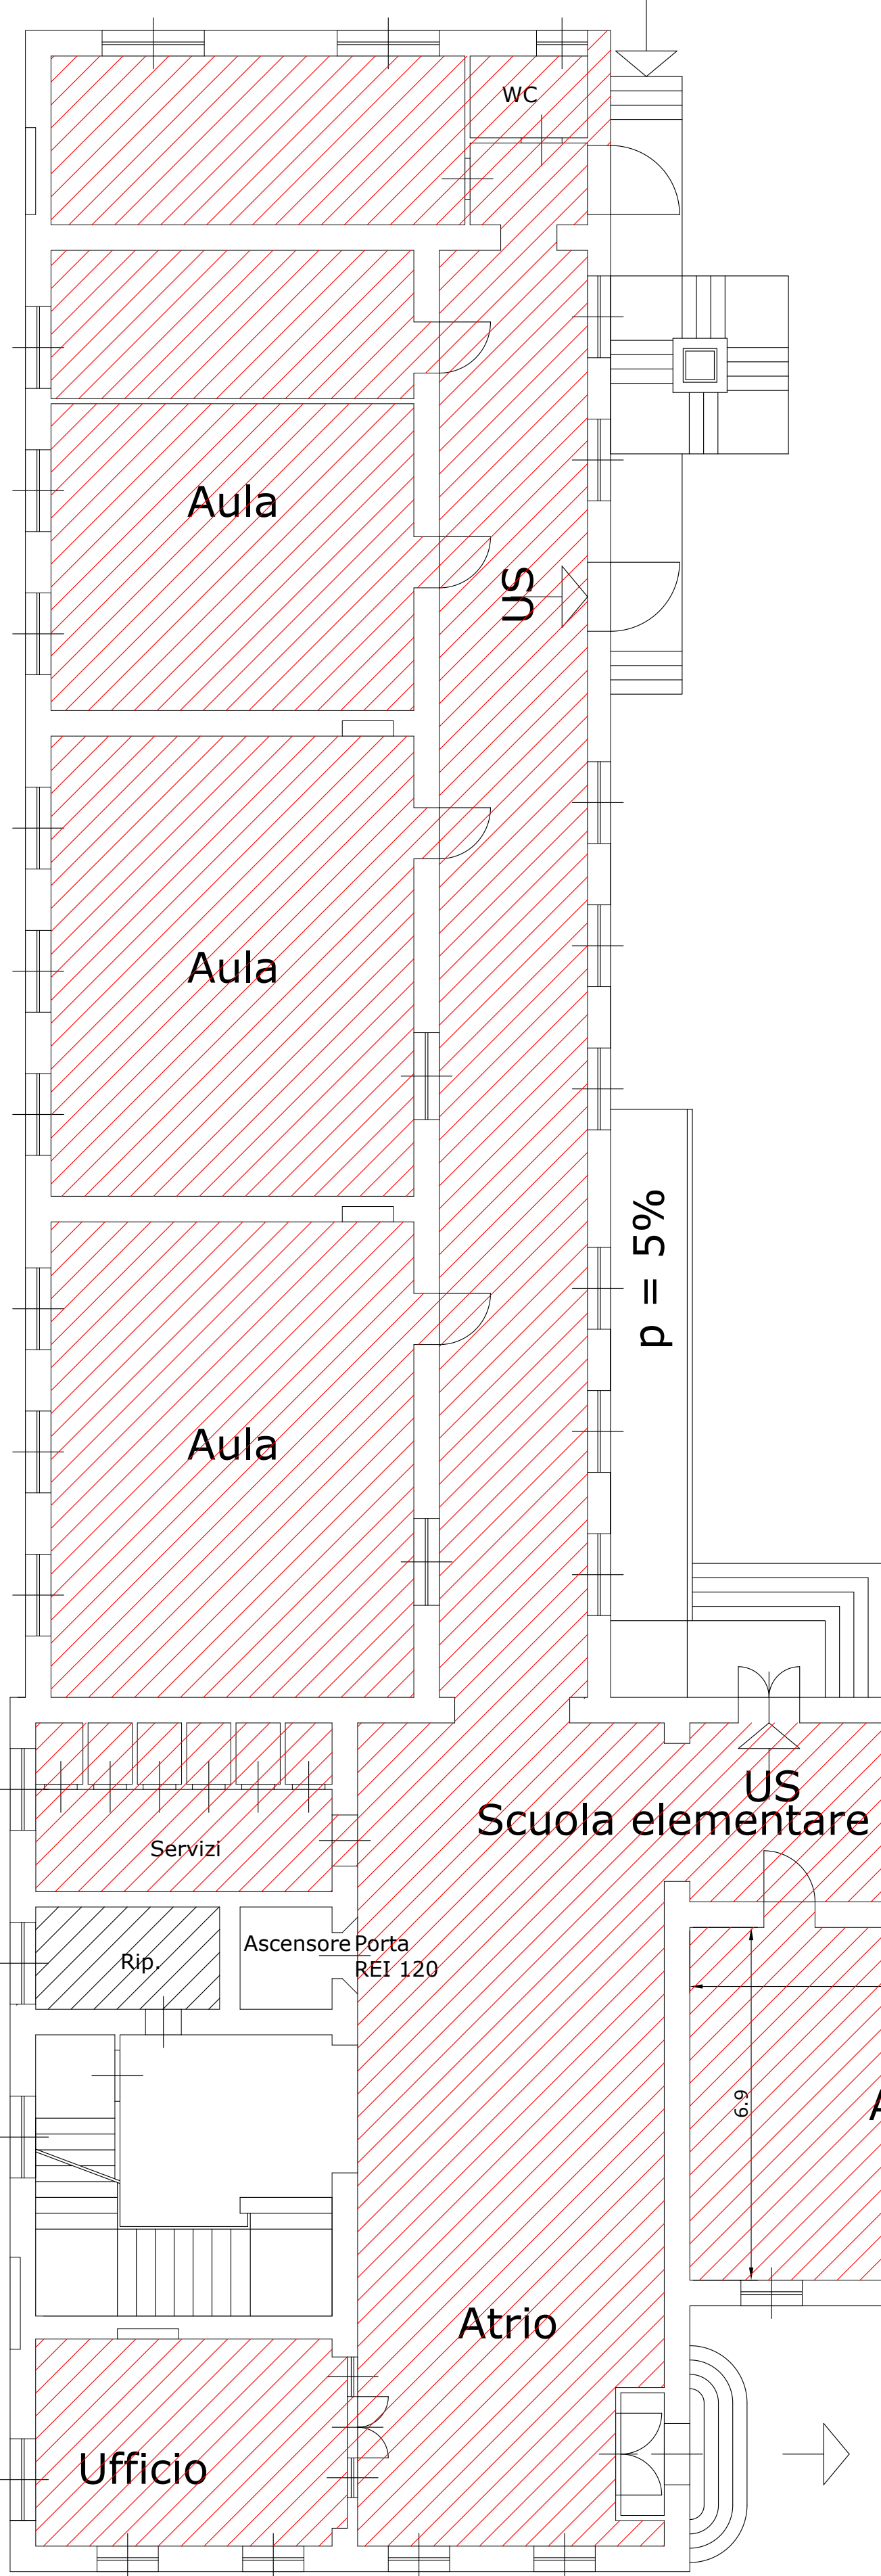 WC
Aula
US
Aula
p = 5%
Aula
US
Scuola elementare
Servizi
Ascensore
Porta
REI 120
Rip.
6.9
A
Atrio
Ufficio